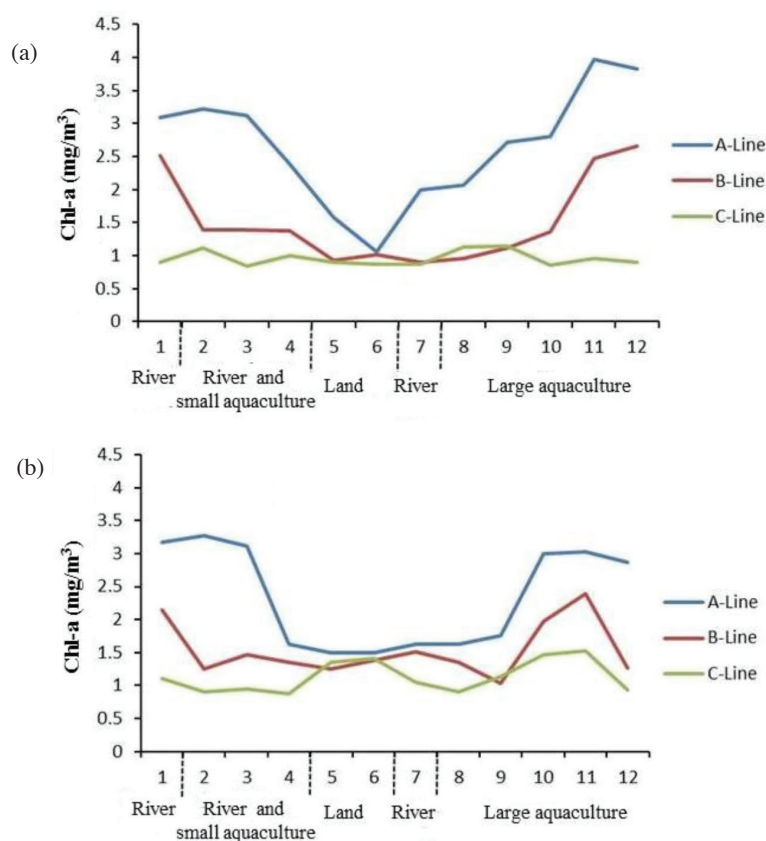 (a)
Chl-a (mg/m³)
4.5
4
3.5
3
2.5
2
1.5
1
0.5
0
A-Line
B-Line
C-Line
1 2 3 4 5 6 7 8 9 10 11 12
River River and Land River Large aquaculture
small aquaculture
(b)
Chl-a (mg/m³)
4.5
4
3.5
3
2.5
2
1.5
1
0.5
0
A-Line
B-Line
C-Line
1 2 3 4 5 6 7 8 9 10 11 12
River River and Land River Large aquaculture
small aquaculture